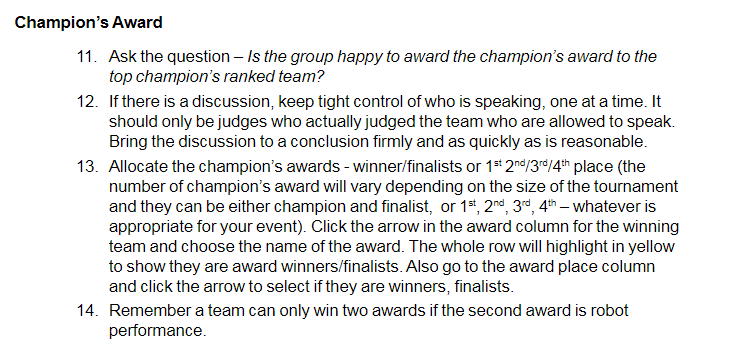 Champion's Award
11. Ask the question – Is the group happy to award the champion's award to the
top champion's ranked team?
12. If there is a discussion, keep tight control of who is speaking, one at a time. It
should only be judges who actually judged the team who are allowed to speak.
Bring the discussion to a conclusion firmly and as quickly as is reasonable.
13. Allocate the champion's awards - winner/finalists or 1st 2nd/3rd/4th place (the
number of champion's award will vary depending on the size of the tournament
and they can be either champion and finalist, or 1st, 2nd, 3rd, 4th – whatever is
appropriate for your event). Click the arrow in the award column for the winning
team and choose the name of the award. The whole row will highlight in yellow
to show they are award winners/finalists. Also go to the award place column
and click the arrow to select if they are winners, finalists.
14. Remember a team can only win two awards if the second award is robot
performance.